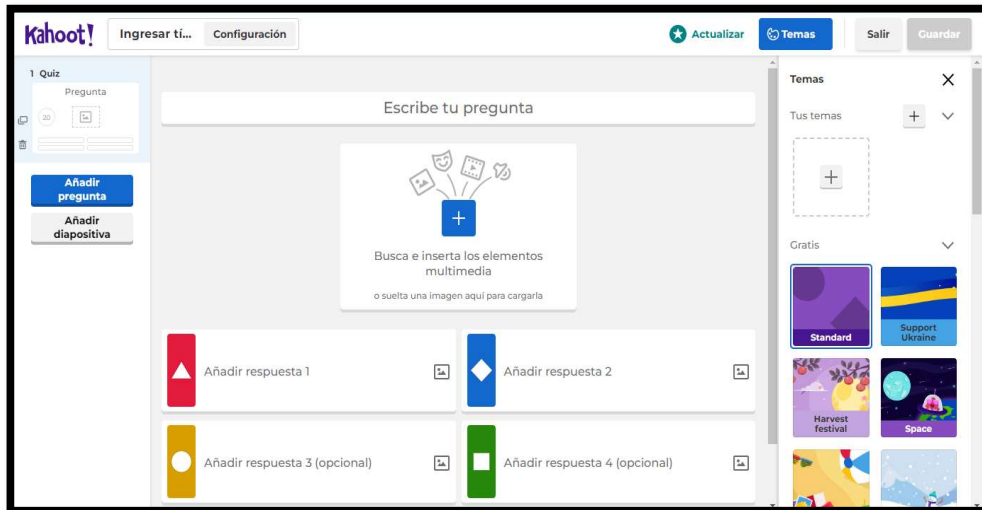 Kahoot!
Ingresar tí...
Configuración
Actualizar
Temas
Salir
Guardar
1 Quiz
Pregunta
20
Añadir
pregunta
Añadir
diapositiva
Escribe tu pregunta
Busca e inserta los elementos
multimedia
o suelta una imagen aquí para cargarla
Añadir respuesta 1
Añadir respuesta 2
Añadir respuesta 3 (opcional)
Añadir respuesta 4 (opcional)
Temas
Tus temas
Gratis
Standard
Support
Ukraine
Harvest
festival
Space